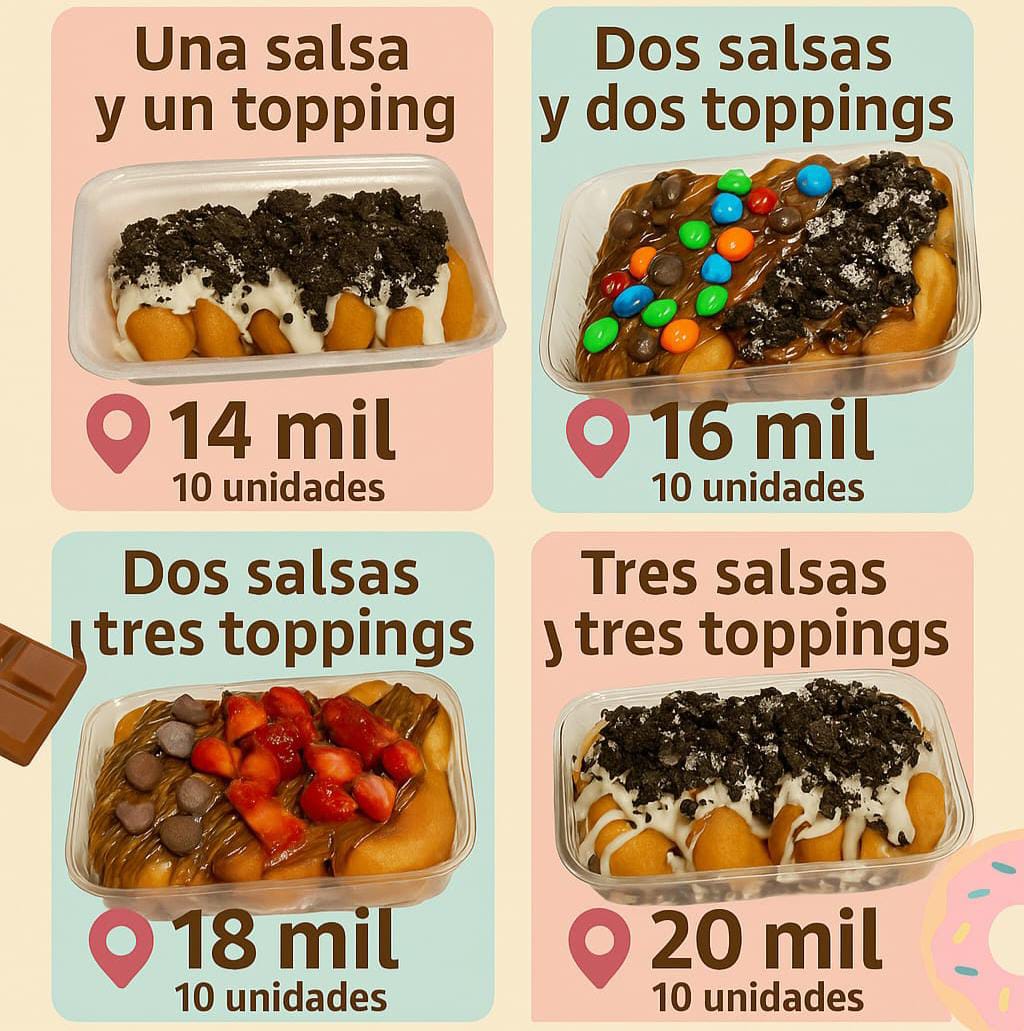 Una salsa
y un topping
14 mil
10 unidades
Dos salsas
y dos toppings
16 mil
10 unidades
Dos salsas
y tres toppings
18 mil
10 unidades
Tres salsas
y tres toppings
20 mil
10 unidades